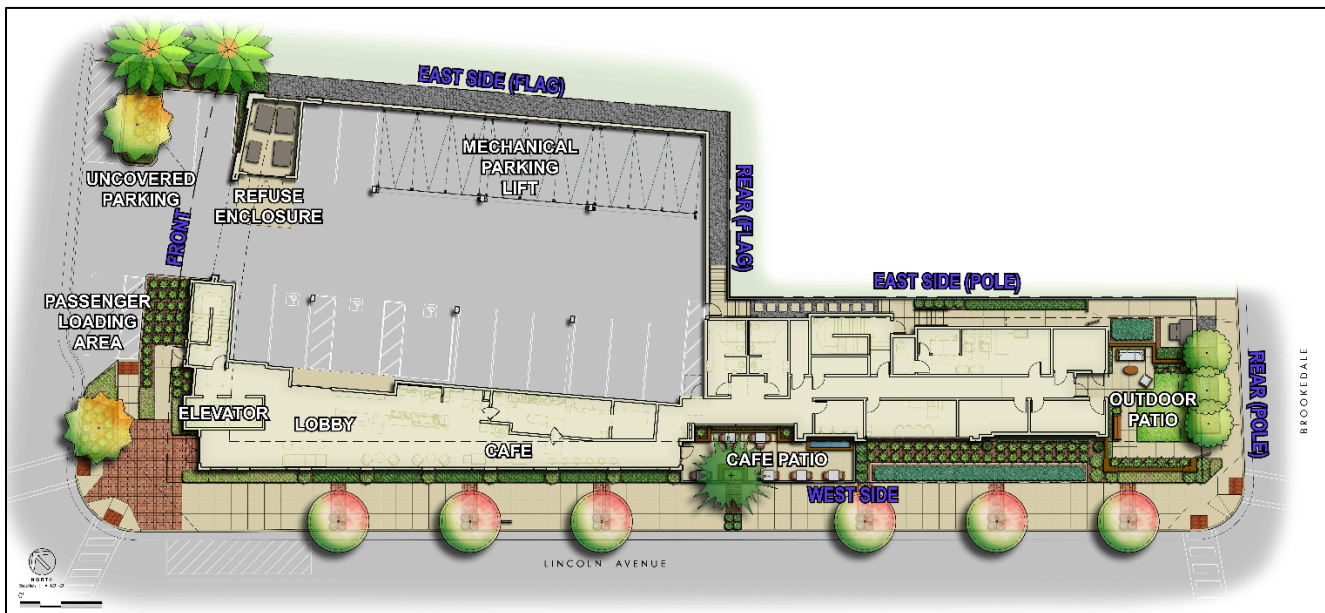 EAST SIDE (FLAG)
MECHANICAL
PARKING
LIFT
UNCOVERED
PARKING
REFUSE
ENCLOSURE
FRONT
REAR (FLAG)
EAST SIDE (POLE)
PASSENGER
LOADING
AREA
ELEVATOR
LOBBY
CAFE
CAFE PATIO
OUTDOOR
PATIO
REAR (POLE)
BROOKEDALE
WEST SIDE
LINCOLN AVENUE
NORTH
0'